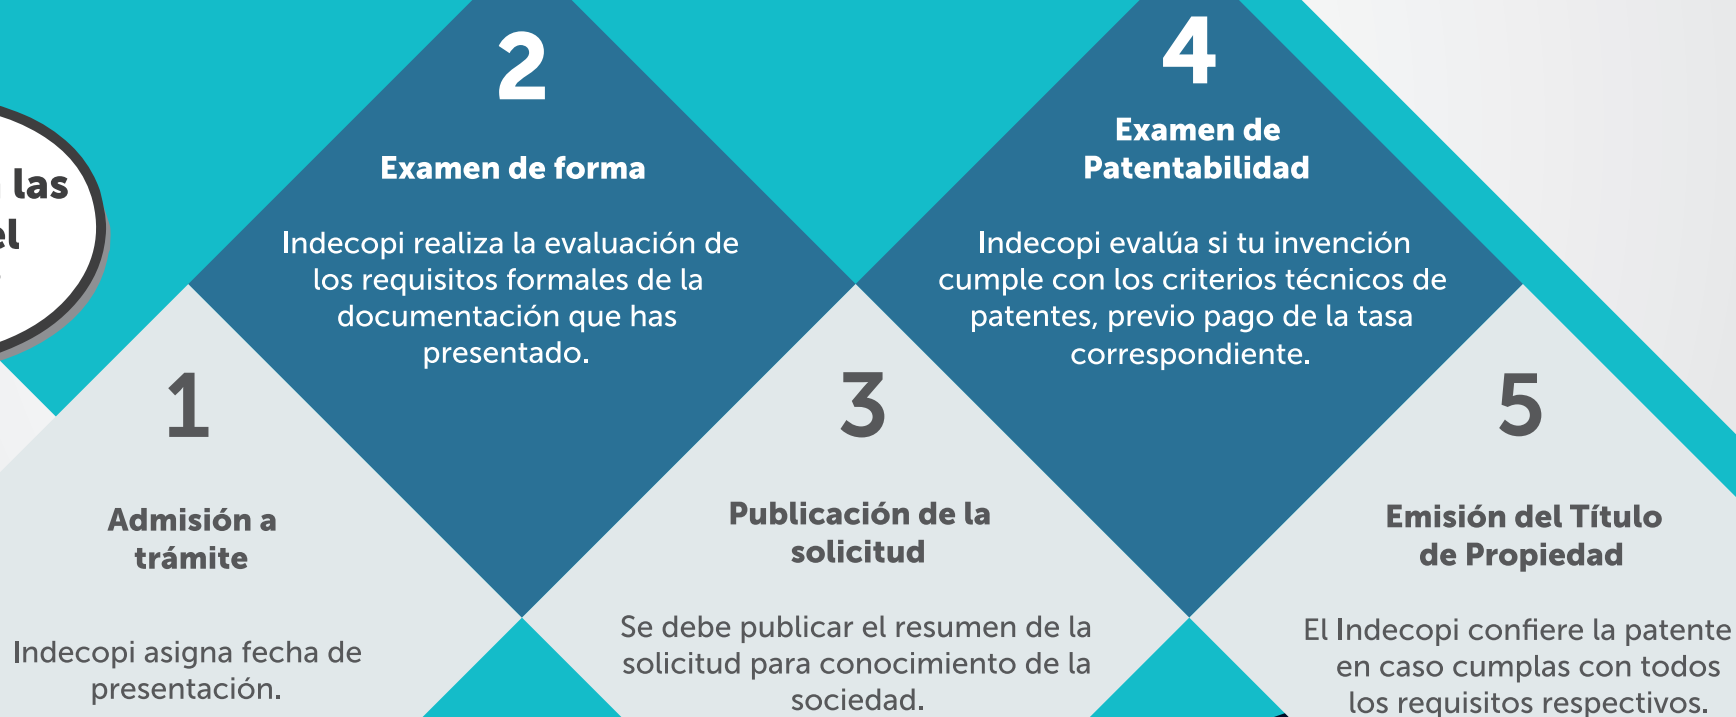 las
el
1
Admisión a
trámite
Indecopi asigna fecha de
presentación.
2
Examen de forma
Indecopi realiza la evaluación de
los requisitos formales de la
documentación que has
presentado.
3
Publicación de la
solicitud
Se debe publicar el resumen de la
solicitud para conocimiento de la
sociedad.
4
Examen de
Patentabilidad
Indecopi evalúa si tu invención
cumple con los criterios técnicos de
patentes, previo pago de la tasa
correspondiente.
5
Emisión del Título
de Propiedad
El Indecopi confiere la patente
en caso cumplas con todos
los requisitos respectivos.